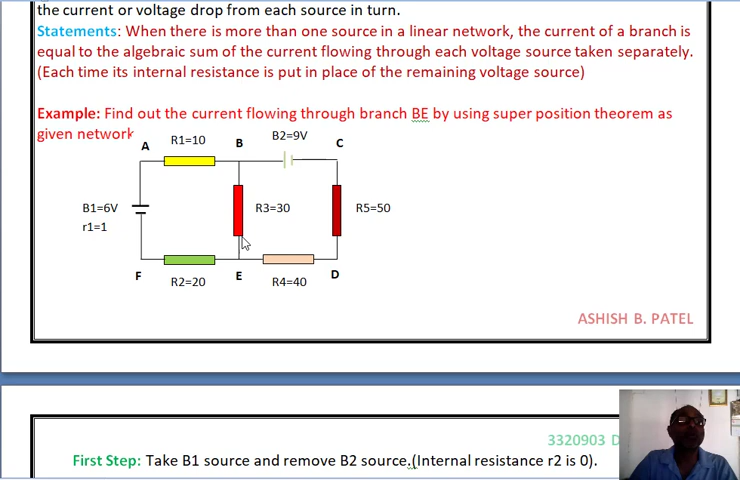 the current or voltage drop from each source in turn.
Statements: When there is more than one source in a linear network, the current of a branch is
equal to the algebraic sum of the current flowing through each voltage source taken separately.
(Each time its internal resistance is put in place of the remaining voltage source)
Example: Find out the current flowing through branch BE by using super position theorem as
given network
A
R1=10
B
B2=9V
C
B1=6V
r1=1
R3=30
R5=50
F
R2=20
E
R4=40
D
ASHISH B. PATEL
3320903 D
First Step: Take B1 source and remove B2 source.(Internal resistance r2 is 0).